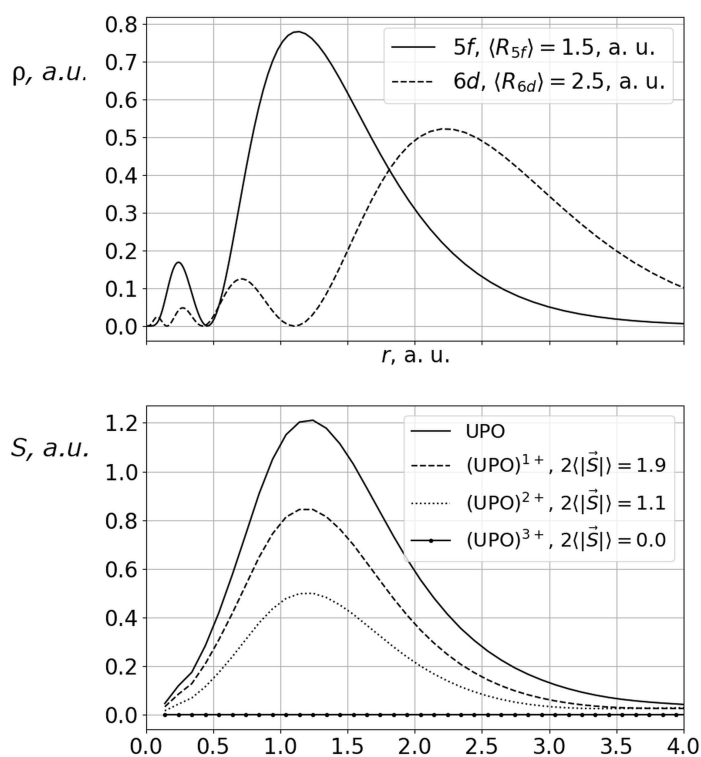 0.8
0.7
0.6
0.5
0.4
0.3
0.2
0.1
0.0
ρ, a.u.
5f, ⟨R₅f⟩ = 1.5, a. u.
6d, ⟨R₆d⟩ = 2.5, a. u.
r, a. u.
1.2
1.0
0.8
0.6
0.4
0.2
0.0
S, a.u.
UPO
(UPO)¹⁺, 2⟨|S⃗|⟩ = 1.9
(UPO)²⁺, 2⟨|S⃗|⟩ = 1.1
(UPO)³⁺, 2⟨|S⃗|⟩ = 0.0
0.0 0.5 1.0 1.5 2.0 2.5 3.0 3.5 4.0